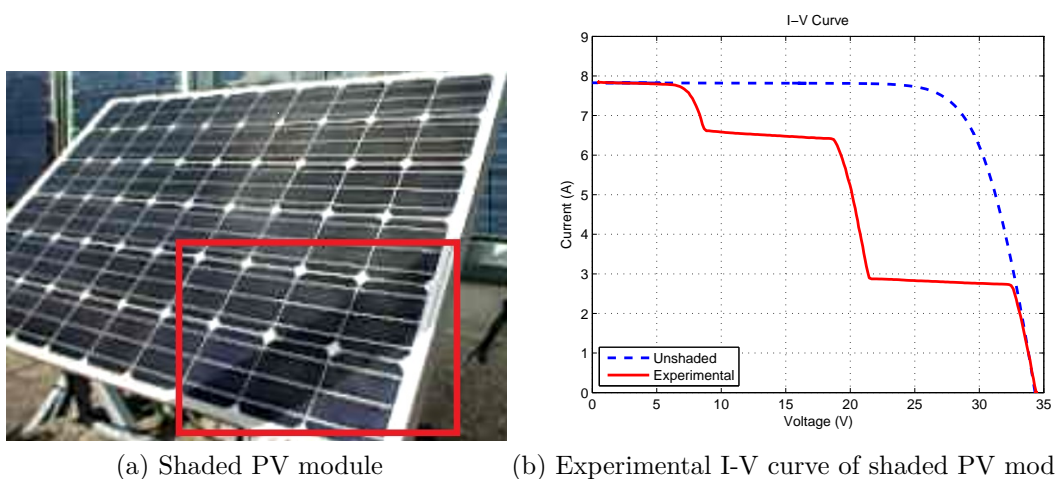 I–V Curve
9
8
7
6
5
4
3
2
1
0
Current (A)
Unshaded
Experimental
0 5 10 15 20 25 30 35
Voltage (V)
(a) Shaded PV module
(b) Experimental I-V curve of shaded PV mod